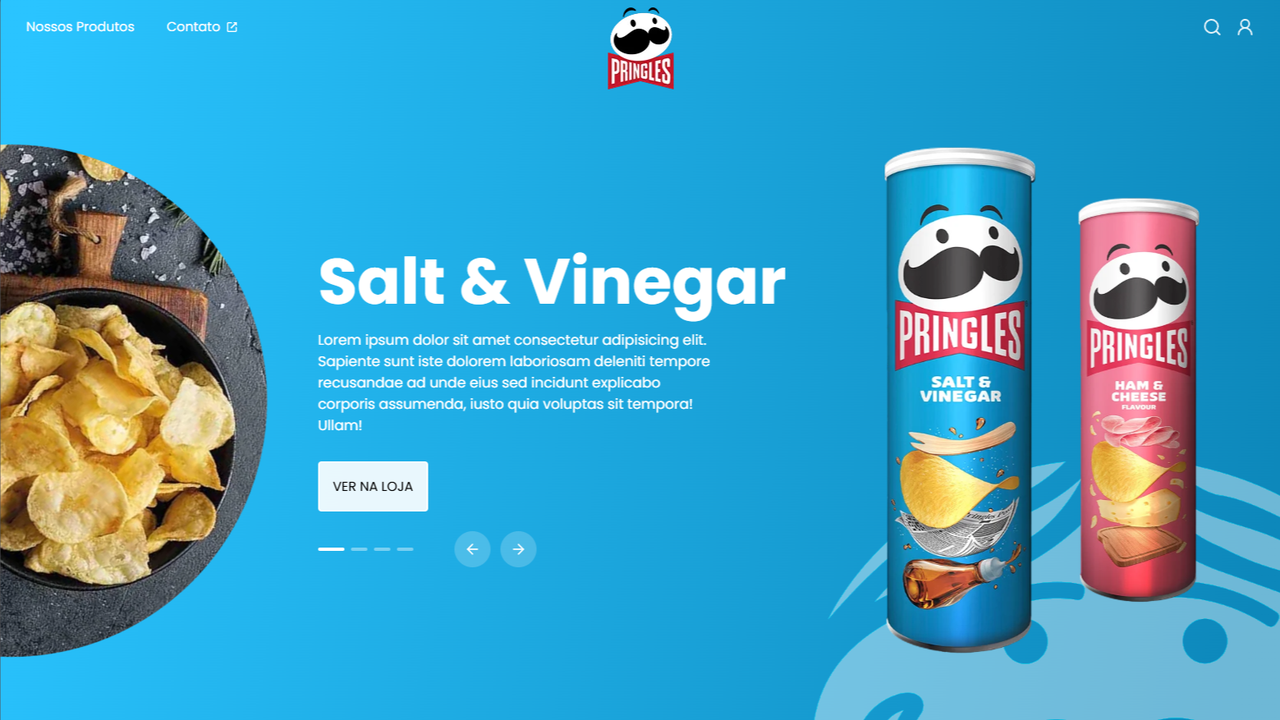 Nossos Produtos
Contato
PRINGLES
Salt & Vinegar
Lorem ipsum dolor sit amet consectetur adipisicing elit.
Sapiente sunt iste dolorem laboriosam deleniti tempore
recusandae ad unde eius sed incidunt explicabo
corporis assumenda, iusto quia voluptas sit tempora!
Ullam!
VER NA LOJA
PRINGLES
SALT &
VINEGAR
PRINGLES
HAM &
CHEESE
FLAVOUR